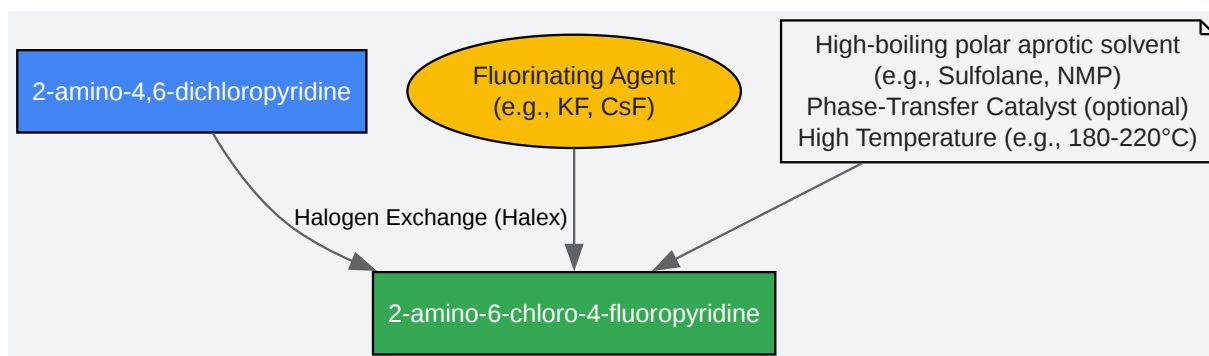 High-boiling polar aprotic solvent
(e.g., Sulfolane, NMP)
Phase-Transfer Catalyst (optional)
High Temperature (e.g., 180-220°C)
2-amino-4,6-dichloropyridine
Fluorinating Agent
(e.g., KF, CsF)
Halogen Exchange (Halex)
2-amino-6-chloro-4-fluoropyridine